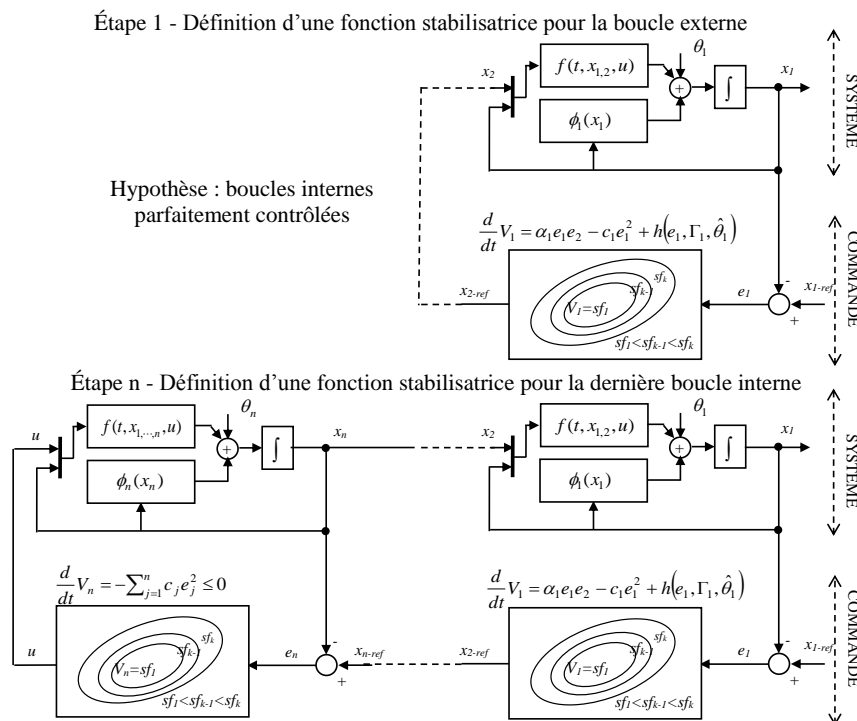 Étape 1 - Définition d'une fonction stabilisatrice pour la boucle externe
θ₁
x₂
f(t, x₁,₂, u)
+
∫
x₁
ϕ₁(x₁)
SYSTÈME
Hypothèse : boucles internes
parfaitement contrôlées
d/dt V₁ = α₁e₁e₂ − c₁e₁² + h(e₁, Γ₁, θ̂₁)
COMMANDE
x₂₋ref
sfₖ
sfₖ₋₁
V₁=sf₁
sf₁<sfₖ₋₁<sfₖ
e₁
-
+
x₁₋ref
Étape n - Définition d'une fonction stabilisatrice pour la dernière boucle interne
u
f(t, x₁,⋯,ₙ, u)
θₙ
+
∫
xₙ
ϕₙ(xₙ)
x₂
f(t, x₁,₂, u)
θ₁
+
∫
x₁
ϕ₁(x₁)
SYSTÈME
d/dt Vₙ = −∑ⱼ₌₁ⁿ cⱼeⱼ² ≤ 0
d/dt V₁ = α₁e₁e₂ − c₁e₁² + h(e₁, Γ₁, θ̂₁)
COMMANDE
u
sfₖ
sfₖ₋₁
Vₙ=sf₁
sf₁<sfₖ₋₁<sfₖ
eₙ
-
+
xₙ₋ref
x₂₋ref
sfₖ
sfₖ₋₁
V₁=sf₁
sf₁<sfₖ₋₁<sfₖ
e₁
-
+
x₁₋ref